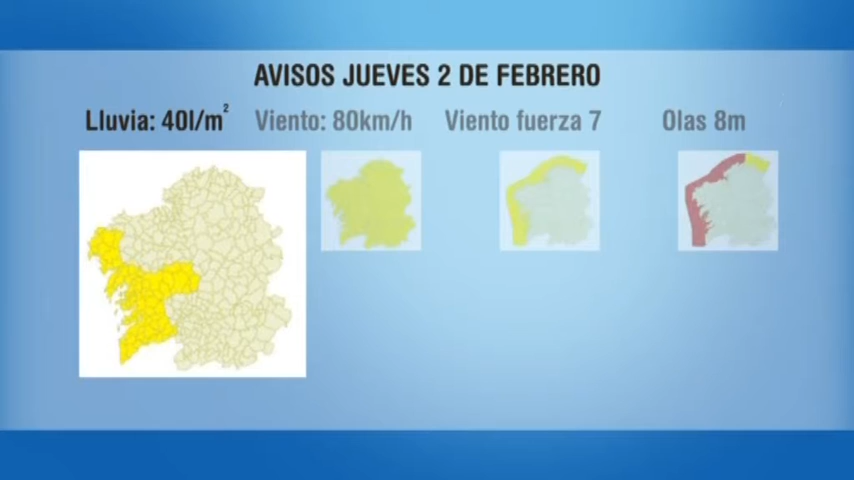 AVISOS JUEVES 2 DE FEBRERO
Lluvia: 40l/m²
Viento: 80km/h
Viento fuerza 7
Olas 8m